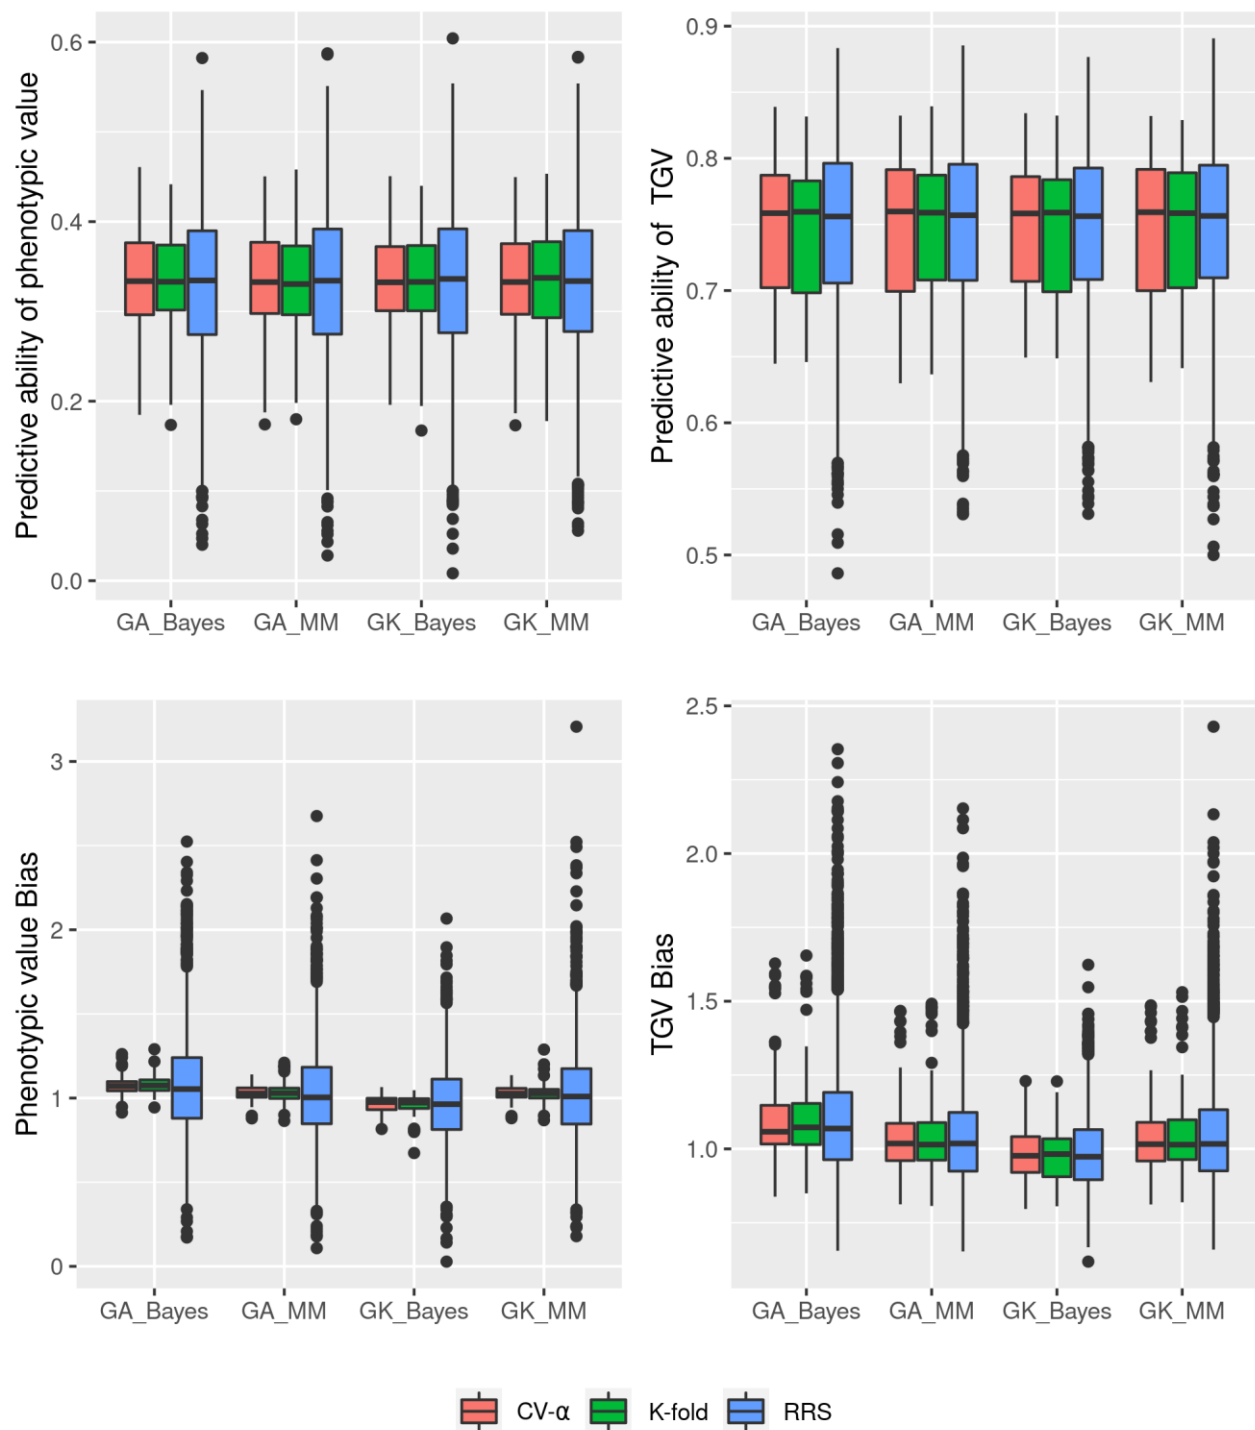 Predictive ability of phenotypic value
0.6
0.4
0.2
0.0
GA_Bayes GA_MM GK_Bayes GK_MM
Predictive ability of TGV
0.9
0.8
0.7
0.6
0.5
GA_Bayes GA_MM GK_Bayes GK_MM
Phenotypic value Bias
3
2
1
0
GA_Bayes GA_MM GK_Bayes GK_MM
TGV Bias
2.5
2.0
1.5
1.0
GA_Bayes GA_MM GK_Bayes GK_MM
CV-α K-fold RRS